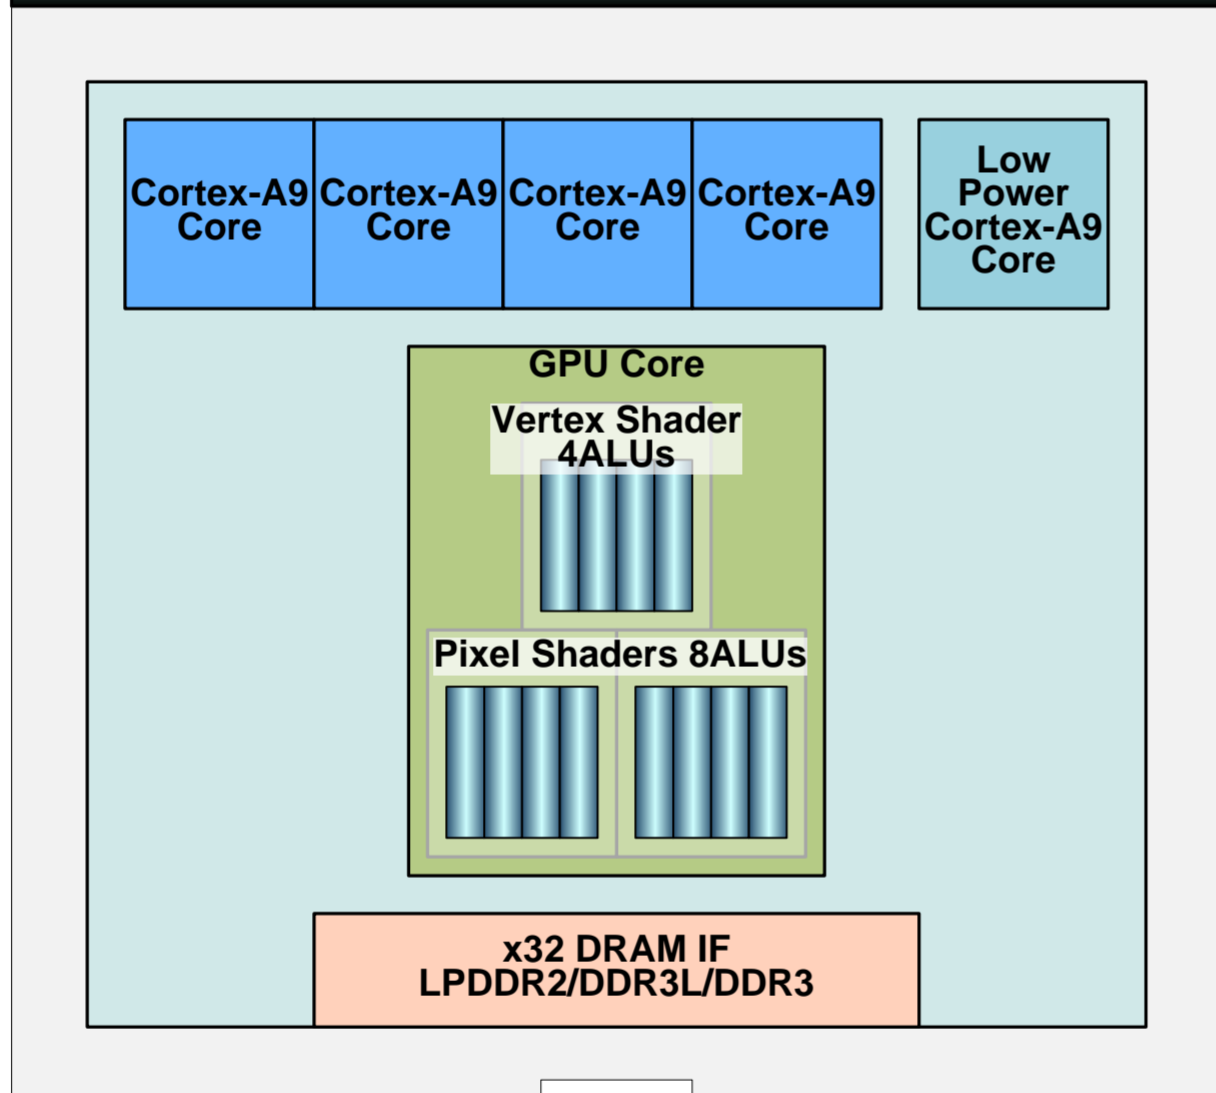 Cortex-A9 Core
Cortex-A9 Core
Cortex-A9 Core
Cortex-A9 Core
Low
Power
Cortex-A9
Core
GPU Core
Vertex Shader
4ALUs
Pixel Shaders 8ALUs
x32 DRAM IF
LPDDR2/DDR3L/DDR3